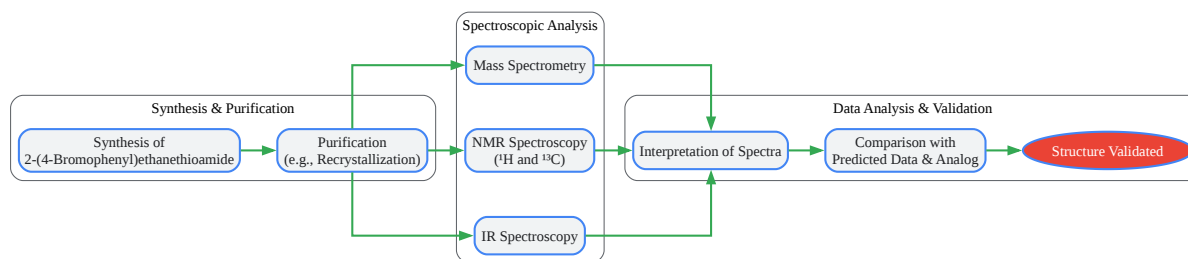 Spectroscopic Analysis
Mass Spectrometry
Synthesis & Purification
Data Analysis & Validation
Synthesis of
2-(4-Bromophenyl)ethanethioamide
Purification
(e.g., Recrystallization)
NMR Spectroscopy
(¹H and ¹³C)
Interpretation of Spectra
Comparison with
Predicted Data & Analog
Structure Validated
IR Spectroscopy